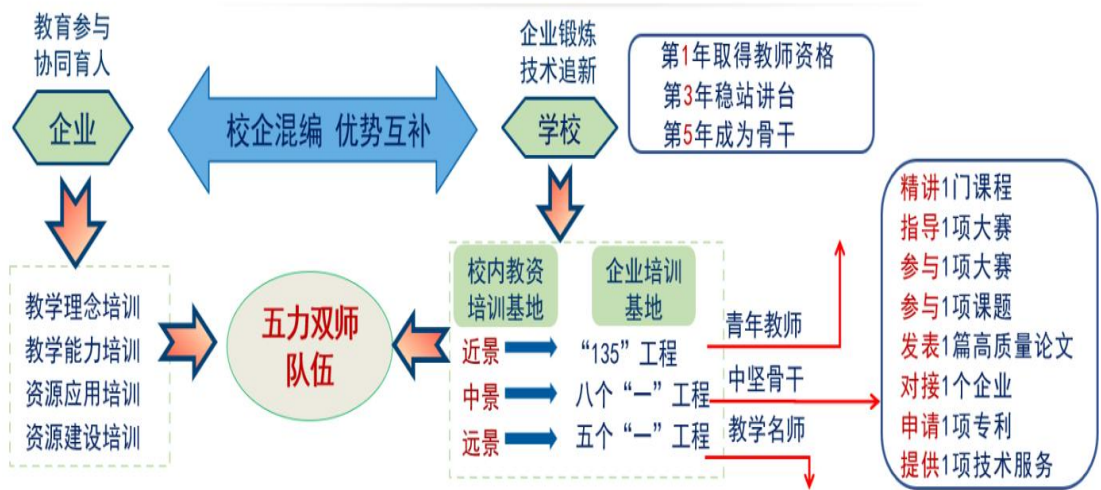 教育参与
协同育人
企业
校企混编 优势互补
企业锻炼
技术追新
学校
第1年取得教师资格
第3年稳站讲台
第5年成为骨干
教学理念培训
教学能力培训
资源应用培训
资源建设培训
五力双师
队伍
校内教资
培训基地
企业培训
基地
近景
“135”工程
中景
八个“一”工程
远景
五个“一”工程
青年教师
中坚骨干
教学名师
精讲1门课程
指导1项大赛
参与1项大赛
参与1项课题
发表1篇高质量论文
对接1个企业
申请1项专利
提供1项技术服务